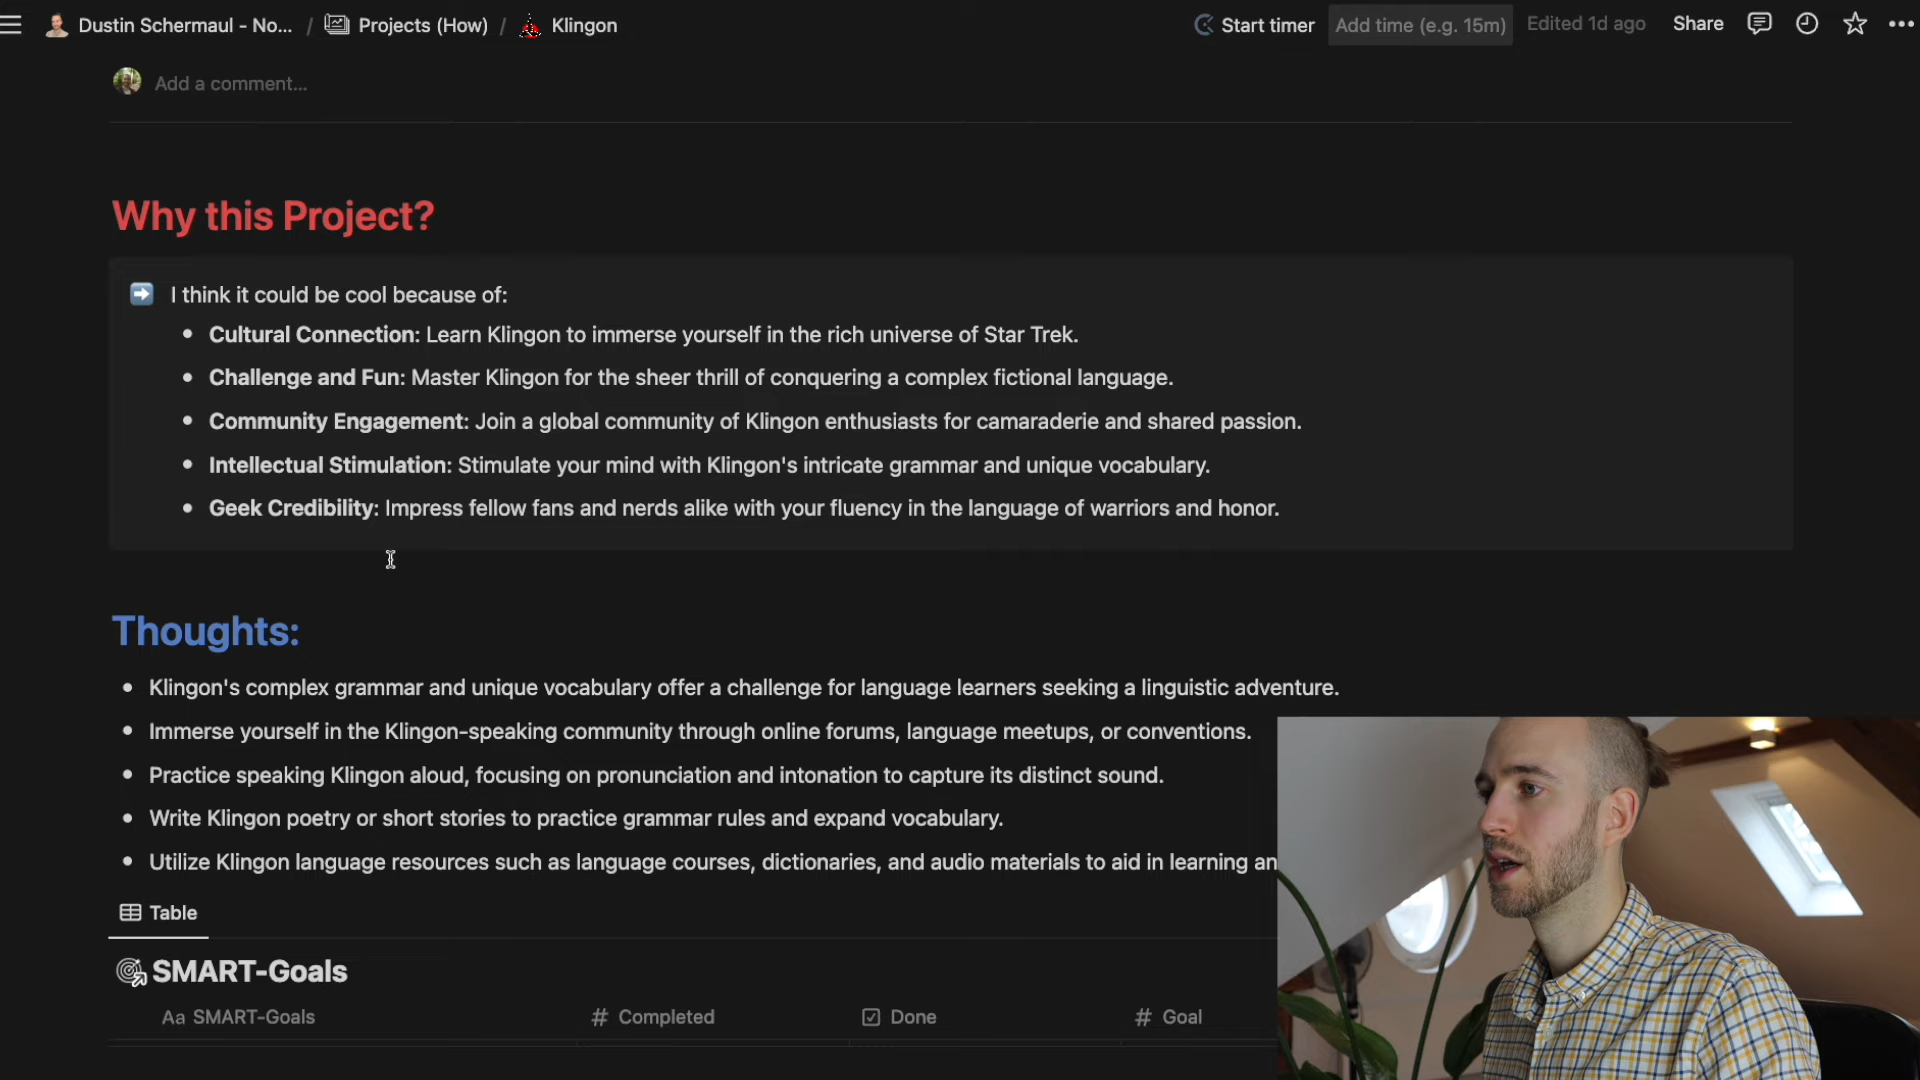 Dustin Schermaul - No... / Projects (How) / Klingon
Start timer Add time (e.g. 15m) Edited 1d ago Share
Add a comment...
Why this Project?
I think it could be cool because of:
• Cultural Connection: Learn Klingon to immerse yourself in the rich universe of Star Trek.
• Challenge and Fun: Master Klingon for the sheer thrill of conquering a complex fictional language.
• Community Engagement: Join a global community of Klingon enthusiasts for camaraderie and shared passion.
• Intellectual Stimulation: Stimulate your mind with Klingon's intricate grammar and unique vocabulary.
• Geek Credibility: Impress fellow fans and nerds alike with your fluency in the language of warriors and honor.
Thoughts:
• Klingon's complex grammar and unique vocabulary offer a challenge for language learners seeking a linguistic adventure.
• Immerse yourself in the Klingon-speaking community through online forums, language meetups, or conventions.
• Practice speaking Klingon aloud, focusing on pronunciation and intonation to capture its distinct sound.
• Write Klingon poetry or short stories to practice grammar rules and expand vocabulary.
• Utilize Klingon language resources such as language courses, dictionaries, and audio materials to aid in learning
Table
SMART-Goals
Aa SMART-Goals # Completed Done # Goal